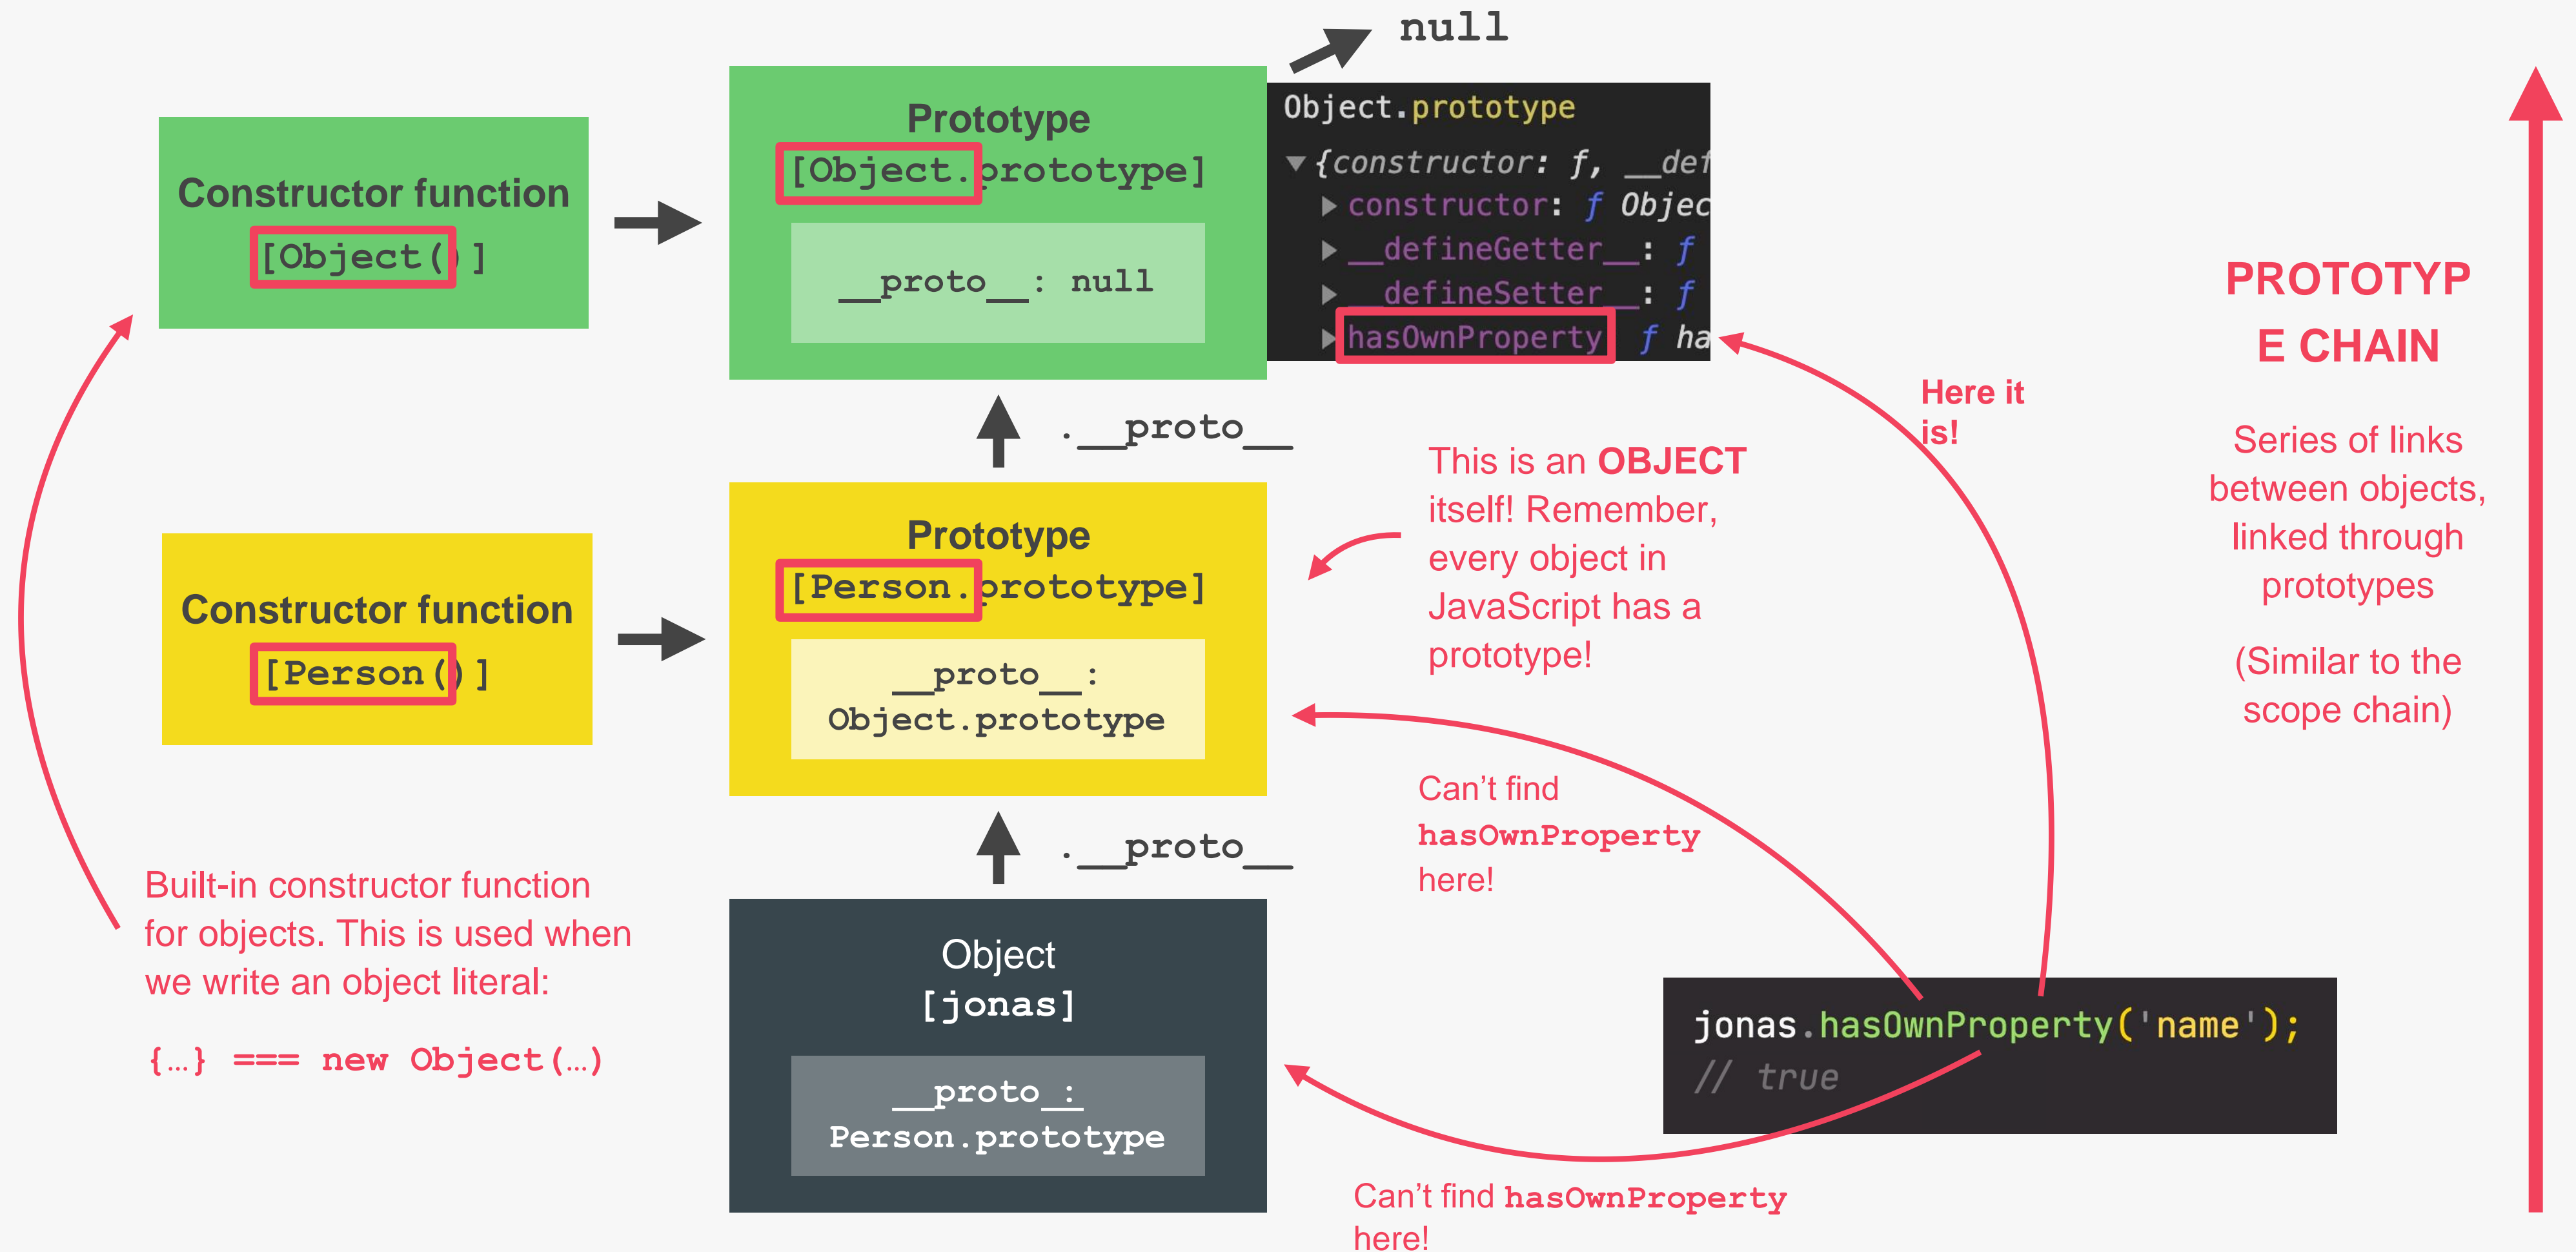 null
Prototype
[Object.prototype]
__proto__: null
Object.prototype
{constructor: ƒ, __def
constructor: ƒ Objec
__defineGetter__: ƒ
__defineSetter__: ƒ
hasOwnProperty ƒ ha
Constructor function
[Object()]
.__proto__
Here it
is!
PROTOTYP
E CHAIN
Series of links
between objects,
linked through
prototypes
(Similar to the
scope chain)
Constructor function
[Person()]
Prototype
[Person.prototype]
__proto__:
Object.prototype
This is an OBJECT
itself! Remember,
every object in
JavaScript has a
prototype!
.__proto__
Can’t find
hasOwnProperty
here!
Built-in constructor function
for objects. This is used when
we write an object literal:
{…} === new Object(…)
Object
[jonas]
__proto_:
Person.prototype
jonas.hasOwnProperty('name');
// true
Can’t find hasOwnProperty
here!